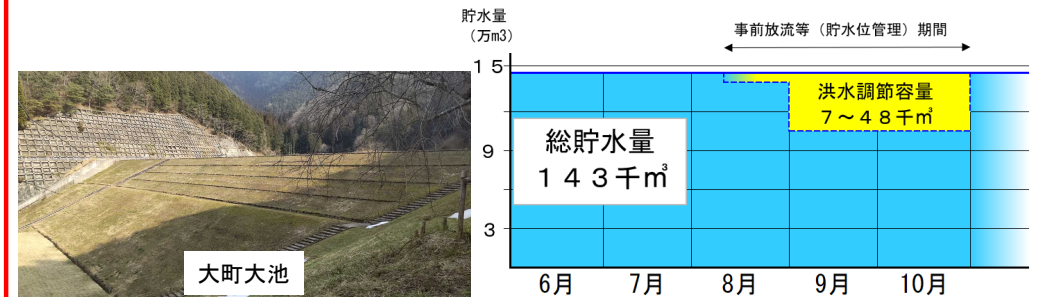 貯水量
（万m3）
事前放流等（貯水位管理）期間
１５
洪水調節容量
７～４８千㎥
総貯水量
１４３千㎥
９
３
大町大池
6月
7月
8月
9月
10月